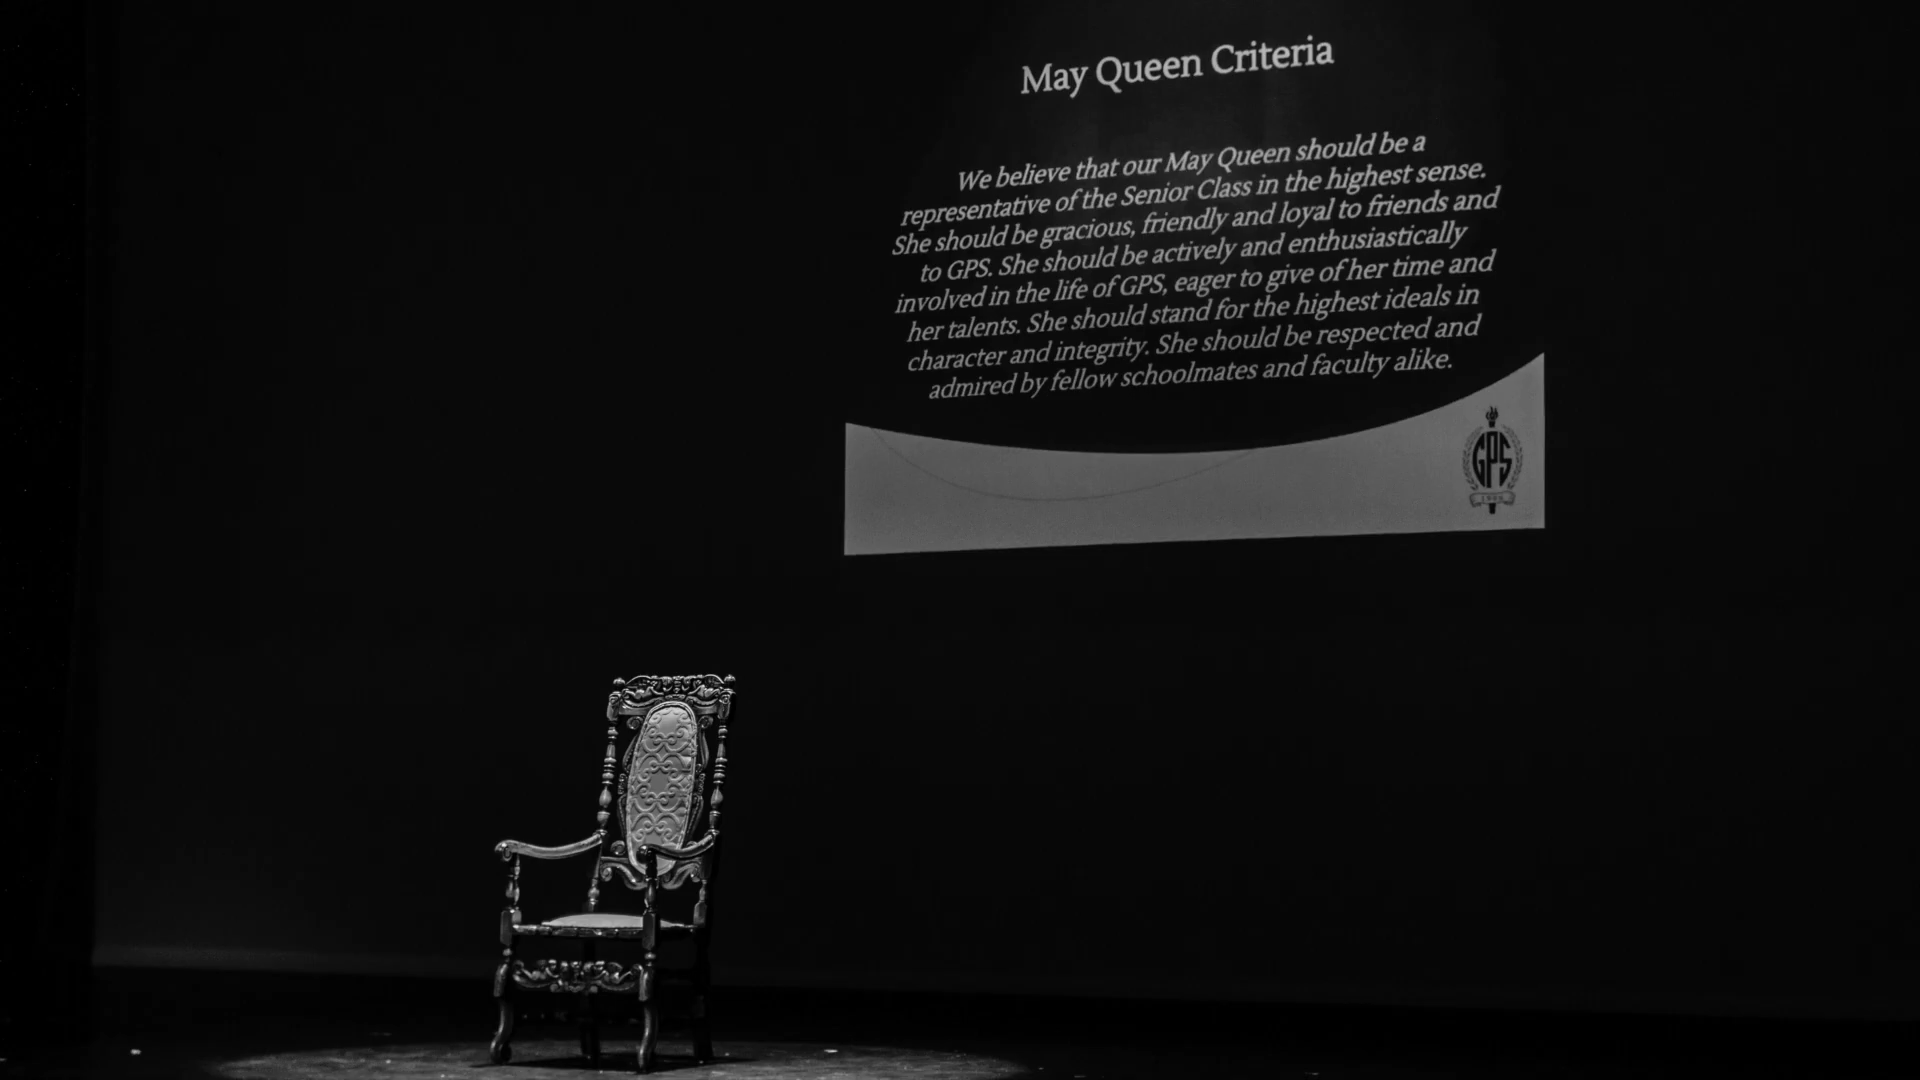 May Queen Criteria
We believe that our May Queen should be a
representative of the Senior Class in the highest sense.
She should be gracious, friendly and loyal to friends and
to GPS. She should be actively and enthusiastically
involved in the life of GPS, eager to give of her time and
her talents. She should stand for the highest ideals in
character and integrity. She should be respected and
admired by fellow schoolmates and faculty alike.
GPS
1906